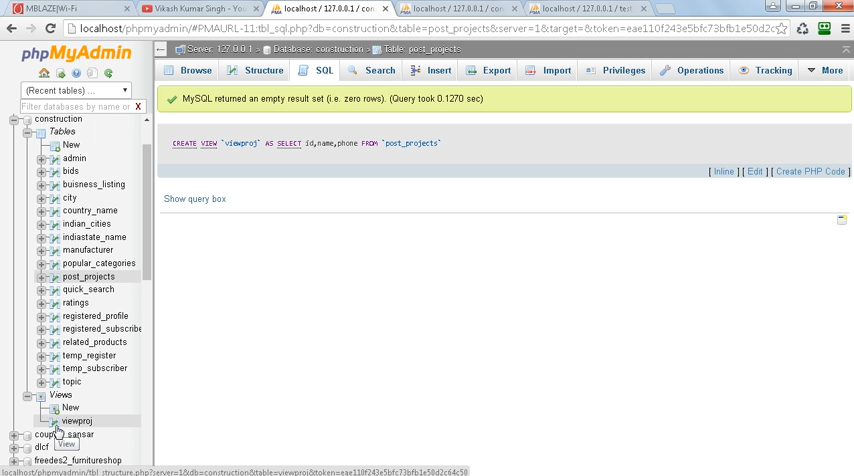 MBLAZE|Wi-Fi
Vikash Kumar Singh - You
localhost / 127.0.0.1 / con
localhost / 127.0.0.1 / con
localhost / 127.0.0.1 / tes
localhost/phpmyadmin/#PMAURL-11:tbl_sql.php?db=construction&table=post_projects&server=1&target=&token=eae110f243e5bfc73bfb31e9d2c
phpMyAdmin
(Recent tables) ...
Filter databases by name or
X
construction
Tables
New
admin
bids
buisness_listing
city
country_name
indian_cities
indiastate_name
manufacturer
popular_categories
post_projects
quick_search
ratings
registered_profile
registered_subscribe
related_products
temp_register
temp_subscriber
topic
Views
New
viewproj
View
dlcf
freedes2_furnitureshop
Server: 127.0.0.1 » Database: construction » Table: post_projects
Browse
Structure
SQL
Search
Insert
Export
Import
Privileges
Operations
Tracking
More
MySQL returned an empty result set (i.e. zero rows). (Query took 0.1270 sec)
CREATE VIEW `viewproj` AS SELECT id,name,phone FROM `post_projects`
[ Inline ] [ Edit ] [ Create PHP Code ]
Show query box
localhost/phpmyadmin/tbl_structure.php?server=1&db=construction&table=viewproj&token=eae110f243e5bfc73bfb31e9d2c64c50